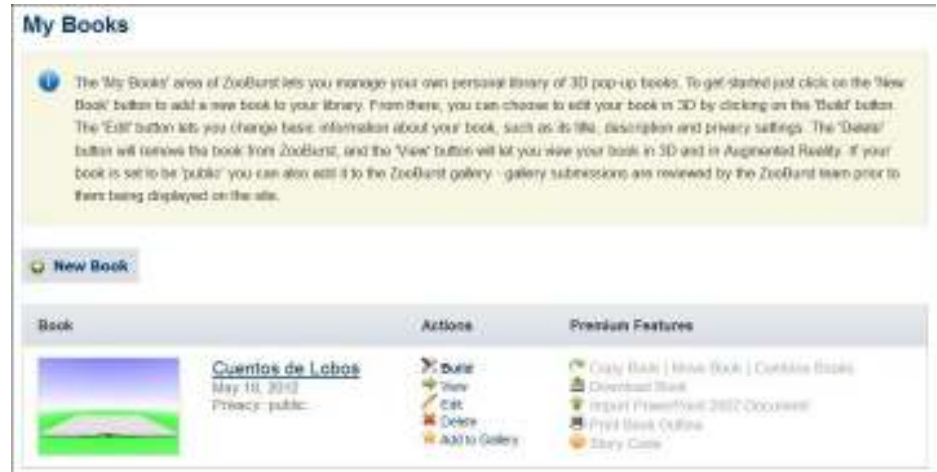 My Books
The 'My Books' area of ZooBurst lets you manage your own personal library of 3D pop-up books. To get started just click on the 'New
Book' button to add a new book to your library. From there, you can choose to edit your book in 3D by clicking on the 'Build' button.
The 'Edit' button lets you change basic information about your book, such as its title, description and privacy settings. The 'Delete'
button will remove the book from ZooBurst, and the 'View' button will let you view your book in 3D and in Augmented Reality. If your
book is set to be 'public' you can also add it to the ZooBurst gallery - gallery submissions are reviewed by the ZooBurst team prior to
them being displayed on the site.
New Book
Book Actions Premium Features
Cuentos de Lobos
May 18, 2012
Privacy: public
Build
View
Edit
Delete
Add to Gallery
Copy Book | Move Book | Combine Books
Download Book
Import PowerPoint 2007 Document
Print Book Outline
Story Code